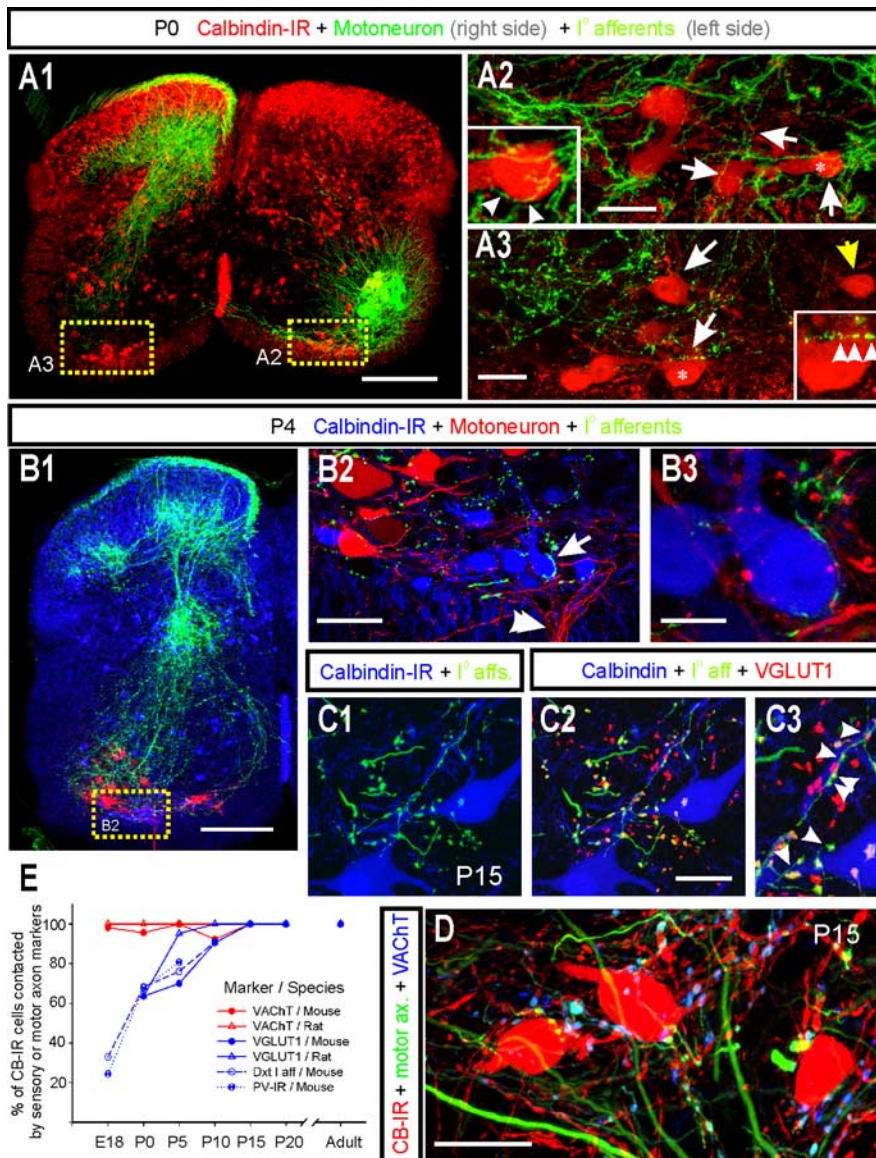 P0 Calbindin-IR + Motoneuron (right side) + I° afferents (left side)
A1
A3
A2
A2
*
A3
*
P4 Calbindin-IR + Motoneuron + I° afferents
B1
B2
B2
B3
Calbindin-IR + I° affs.
Calbindin + I° aff + VGLUT1
C1
P15
C2
C3
E
% of CB-IR cells contacted
by sensory or motor axon markers
100
80
60
40
20
Marker / Species
VAChT / Mouse
VAChT / Rat
VGLUT1 / Mouse
VGLUT1 / Rat
Dxt I aff / Mouse
PV-IR / Mouse
E18 P0 P5 P10 P15 P20 Adult
CB-IR + motor ax. + VAChT
D
P15